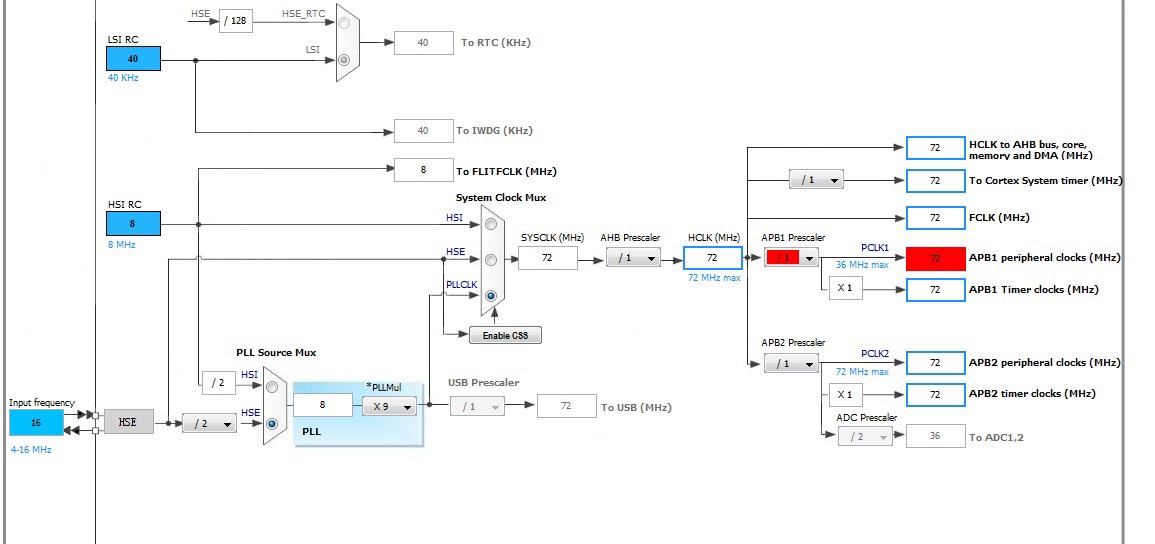 HSE
/ 128
HSE_RTC
LSI RC
40
40 KHz
LSI
40
To RTC (KHz)
40
To IWDG (KHz)
8
To FLITFCLK (MHz)
HSI RC
8
8 MHz
System Clock Mux
HSI
HSE
PLLCLK
SYSCLK (MHz)
72
AHB Prescaler
/ 1
HCLK (MHz)
72
72 MHz max
Enable CSS
72
HCLK to AHB bus, core,
memory and DMA (MHz)
/ 1
72
To Cortex System timer (MHz)
72
FCLK (MHz)
APB1 Prescaler
/ 1
PCLK1
36 MHz max
72
APB1 peripheral clocks (MHz)
X 1
72
APB1 Timer clocks (MHz)
APB2 Prescaler
/ 1
PCLK2
72 MHz max
72
APB2 peripheral clocks (MHz)
X 1
72
APB2 timer clocks (MHz)
ADC Prescaler
/ 2
36
To ADC1,2
PLL Source Mux
/ 2
HSI
HSE
Input frequency
16
4-16 MHz
HSE
/ 2
8
*PLLMul
X 9
PLL
USB Prescaler
/ 1
72
To USB (MHz)